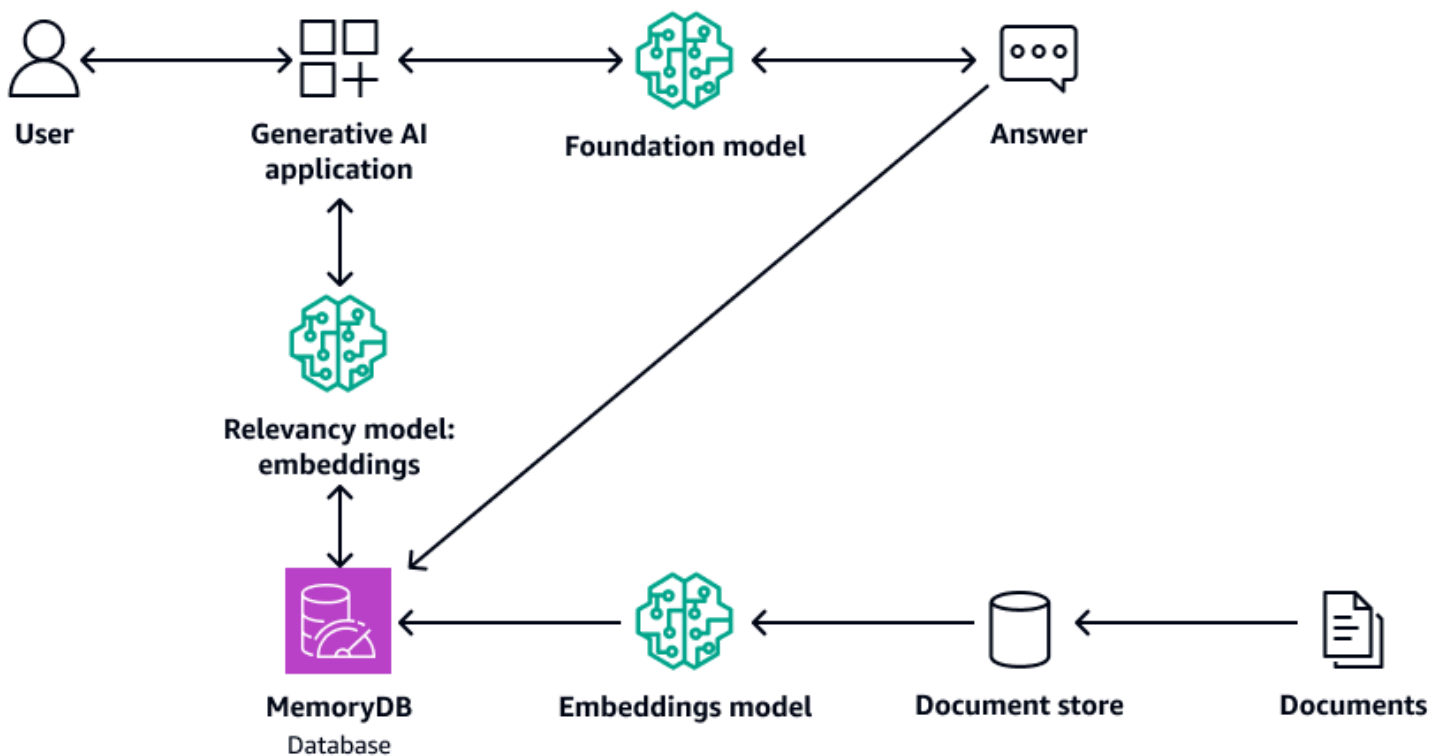 User
Generative AI
application
Foundation model
Answer
Relevancy model:
embeddings
MemoryDB
Database
Embeddings model
Document store
Documents